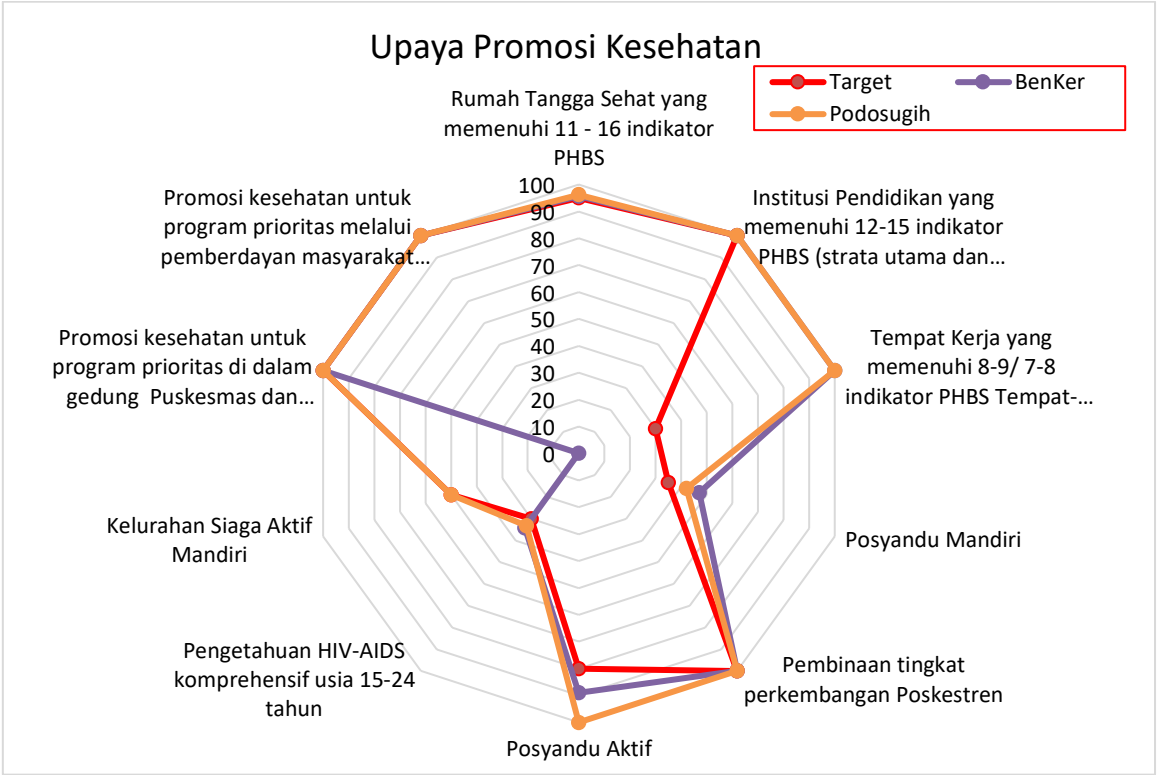 Upaya Promosi Kesehatan
Target
BenKer
Podosugih
Rumah Tangga Sehat yang
memenuhi 11 - 16 indikator
PHBS
Institusi Pendidikan yang
memenuhi 12-15 indikator
PHBS (strata utama dan...
Tempat Kerja yang
memenuhi 8-9/ 7-8
indikator PHBS Tempat-...
Posyandu Mandiri
Pembinaan tingkat
perkembangan Poskestren
Posyandu Aktif
Pengetahuan HIV-AIDS
komprehensif usia 15-24
tahun
Kelurahan Siaga Aktif
Mandiri
Promosi kesehatan untuk
program prioritas di dalam
gedung  Puskesmas dan...
Promosi kesehatan untuk
program prioritas melalui
pemberdayan masyarakat...
100
90
80
70
60
50
40
30
20
10
0